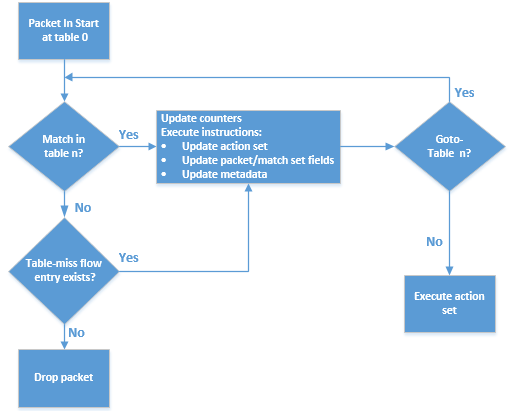 Packet In Start
at table 0
Yes
Match in
table n?
Yes
Update counters
Execute instructions:
• Update action set
• Update packet/match set fields
• Update metadata
Goto-
Table n?
No
No
Table-miss flow
entry exists?
Yes
Execute action
set
No
Drop packet